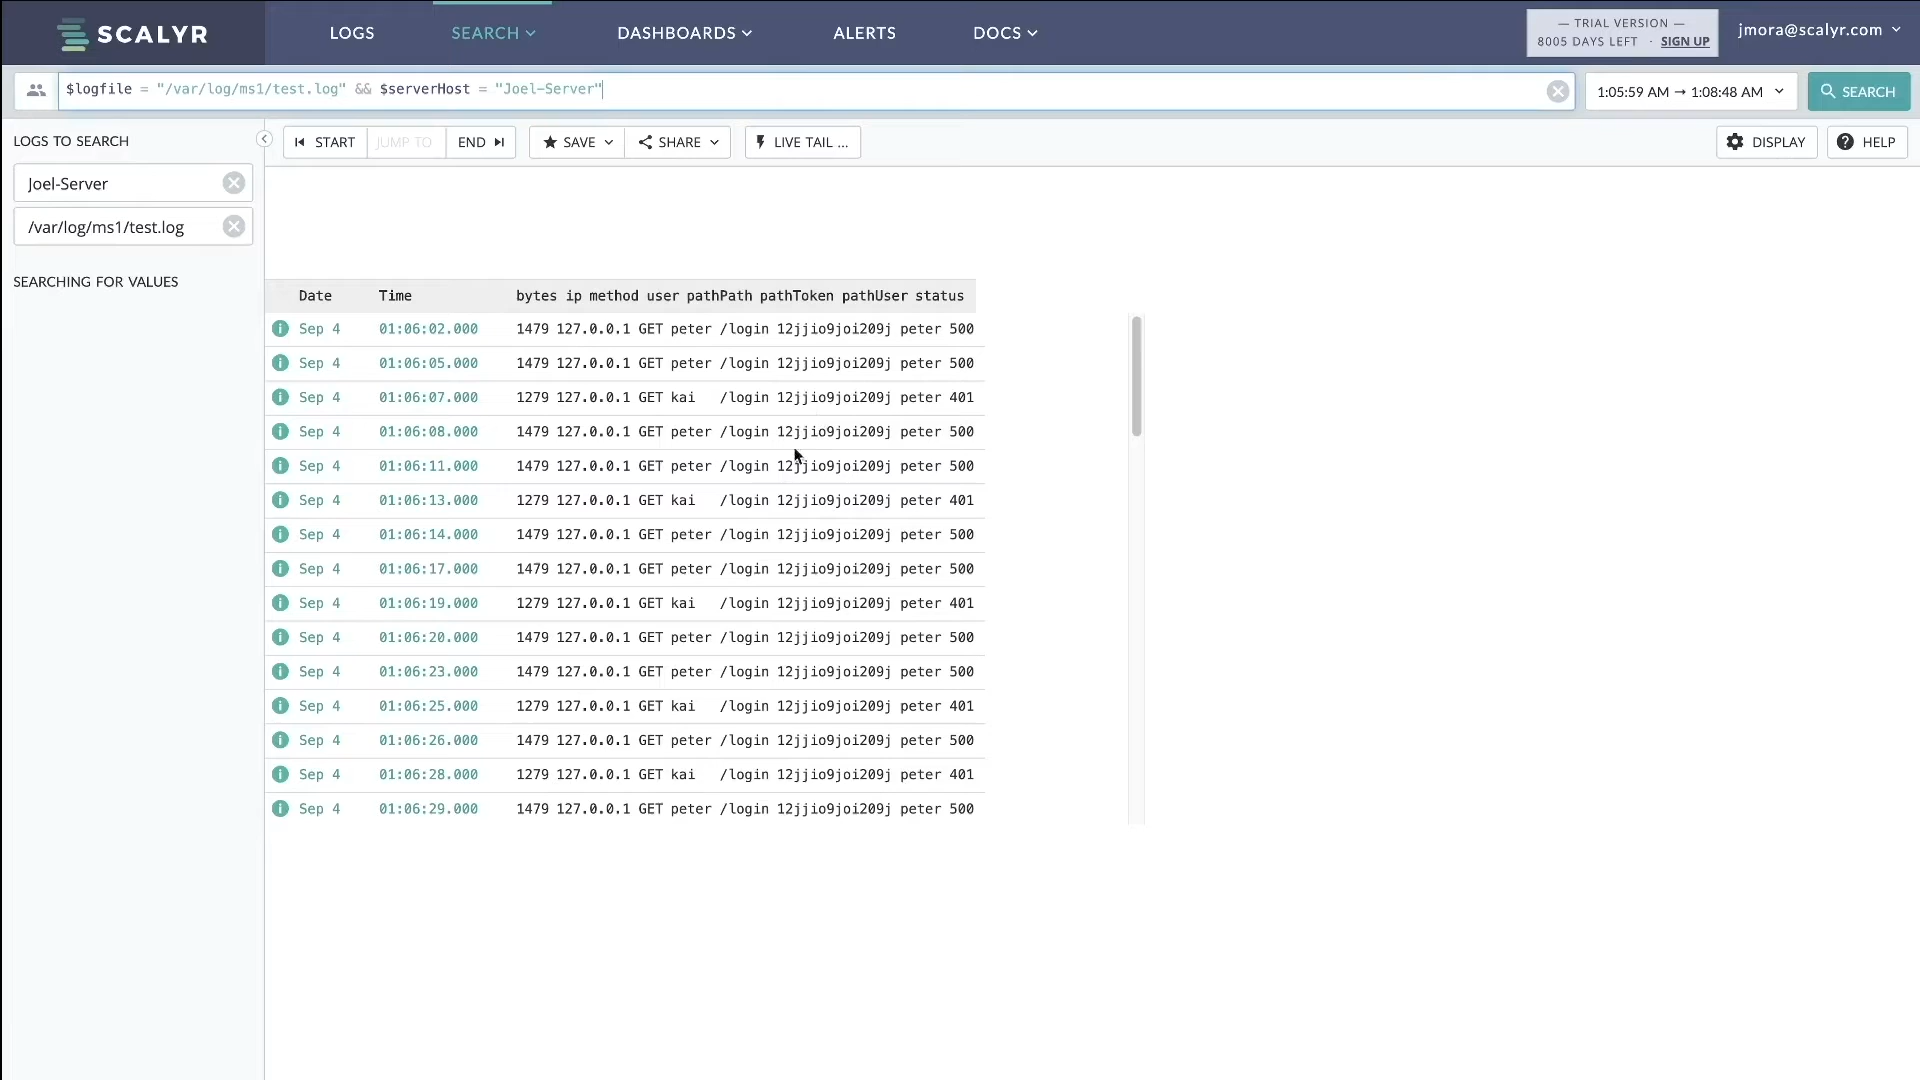 SCALYR
LOGS
SEARCH
DASHBOARDS
ALERTS
DOCS
— TRIAL VERSION —
8005 DAYS LEFT · SIGN UP
jmora@scalyr.com
$logfile = "/var/log/ms1/test.log" && $serverHost = "Joel-Server"
1:05:59 AM → 1:08:48 AM
SEARCH
LOGS TO SEARCH
START
JUMP TO
END
SAVE
SHARE
LIVE TAIL ...
DISPLAY
HELP
Joel-Server
/var/log/ms1/test.log
SEARCHING FOR VALUES
Date Time bytes ip method user pathPath pathToken pathUser status
Sep 4 01:06:02.000 1479 127.0.0.1 GET peter /login 12jjio9joi209j peter 500
Sep 4 01:06:05.000 1479 127.0.0.1 GET peter /login 12jjio9joi209j peter 500
Sep 4 01:06:07.000 1279 127.0.0.1 GET kai /login 12jjio9joi209j peter 401
Sep 4 01:06:08.000 1479 127.0.0.1 GET peter /login 12jjio9joi209j peter 500
Sep 4 01:06:11.000 1479 127.0.0.1 GET peter /login 12jjio9joi209j peter 500
Sep 4 01:06:13.000 1279 127.0.0.1 GET kai /login 12jjio9joi209j peter 401
Sep 4 01:06:14.000 1479 127.0.0.1 GET peter /login 12jjio9joi209j peter 500
Sep 4 01:06:17.000 1479 127.0.0.1 GET peter /login 12jjio9joi209j peter 500
Sep 4 01:06:19.000 1279 127.0.0.1 GET kai /login 12jjio9joi209j peter 401
Sep 4 01:06:20.000 1479 127.0.0.1 GET peter /login 12jjio9joi209j peter 500
Sep 4 01:06:23.000 1479 127.0.0.1 GET peter /login 12jjio9joi209j peter 500
Sep 4 01:06:25.000 1279 127.0.0.1 GET kai /login 12jjio9joi209j peter 401
Sep 4 01:06:26.000 1479 127.0.0.1 GET peter /login 12jjio9joi209j peter 500
Sep 4 01:06:28.000 1279 127.0.0.1 GET kai /login 12jjio9joi209j peter 401
Sep 4 01:06:29.000 1479 127.0.0.1 GET peter /login 12jjio9joi209j peter 500